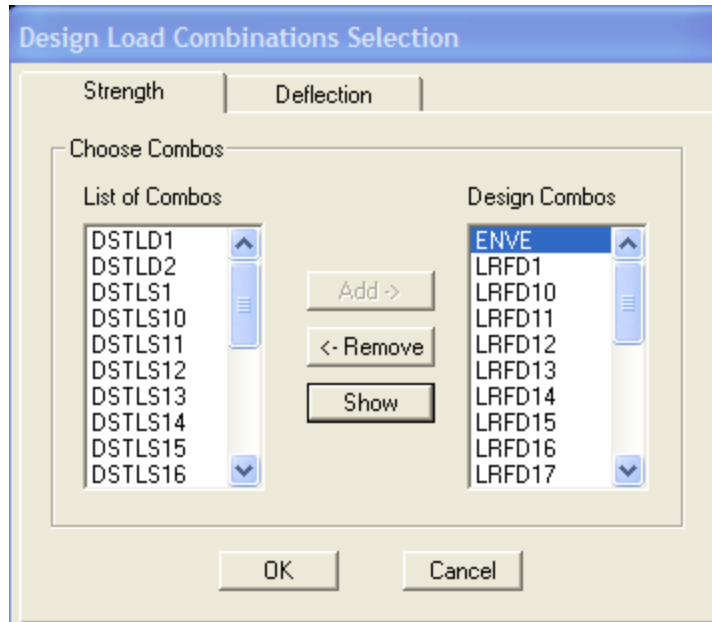 Design Load Combinations Selection
Strength
Deflection
Choose Combos
List of Combos
DSTLD1
DSTLD2
DSTLS1
DSTLS10
DSTLS11
DSTLS12
DSTLS13
DSTLS14
DSTLS15
DSTLS16
Add ->
<- Remove
Show
Design Combos
ENVE
LRFD1
LRFD10
LRFD11
LRFD12
LRFD13
LRFD14
LRFD15
LRFD16
LRFD17
OK
Cancel